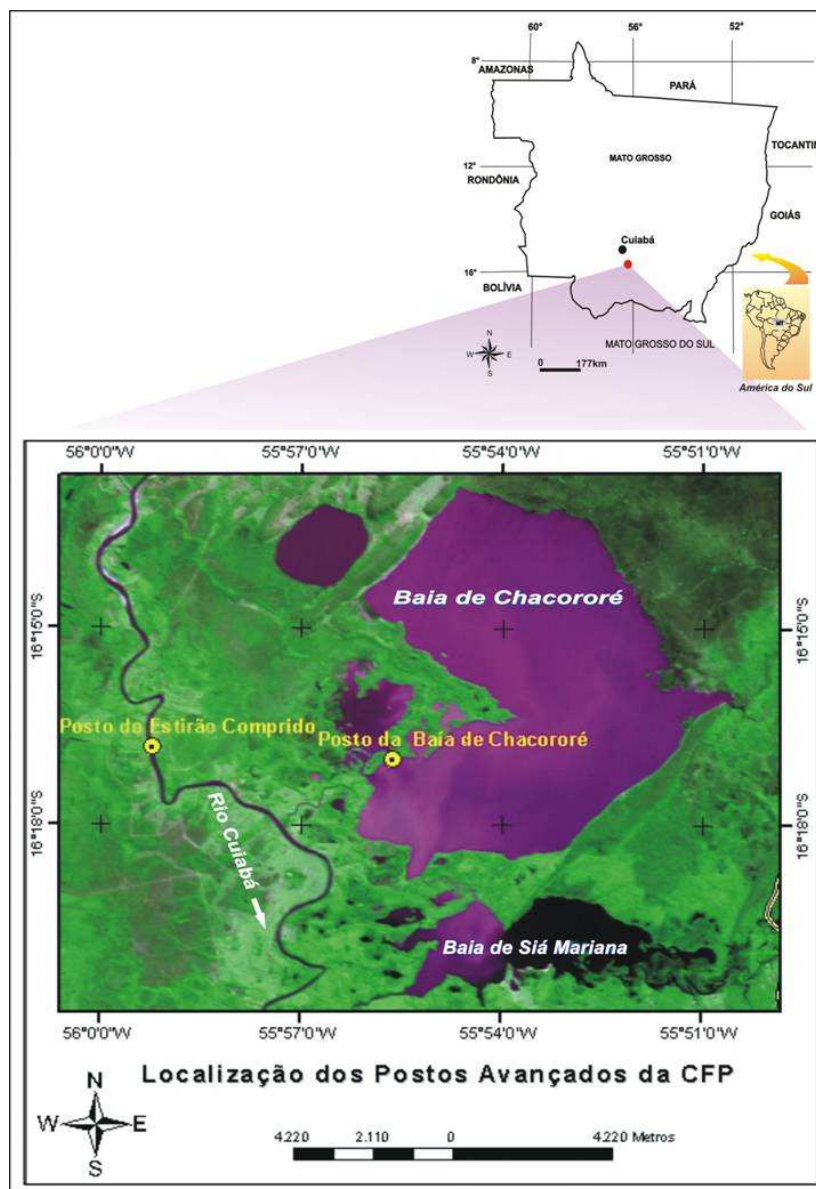 60 56 52
8°
AMAZONAS
PARÁ
MATO GROSSO
TOCANTIN
12°
RONDÔNIA
GOIÁS
Cuiabá
16°
BOLÍVIA
MT
N
W E
S
0 177km
MATO GROSSO DO SUL
América do Sul
56°0'0"W 55°57'0"W 55°54'0"W 55°51'0"W
Baia de Chacororé
16°15'0"S 16°15'0"S
Posto do Estirão Comprido
Posto da Baía de Chacororé
16°18'0"S 16°18'0"S
Rio Cuiabá
Baia de Siá Mariana
56°0'0"W 55°57'0"W 55°54'0"W 55°51'0"W
Localização dos Postos Avançados da CFP
N
W E
S
4.220 2.110 0 4.220 Metros